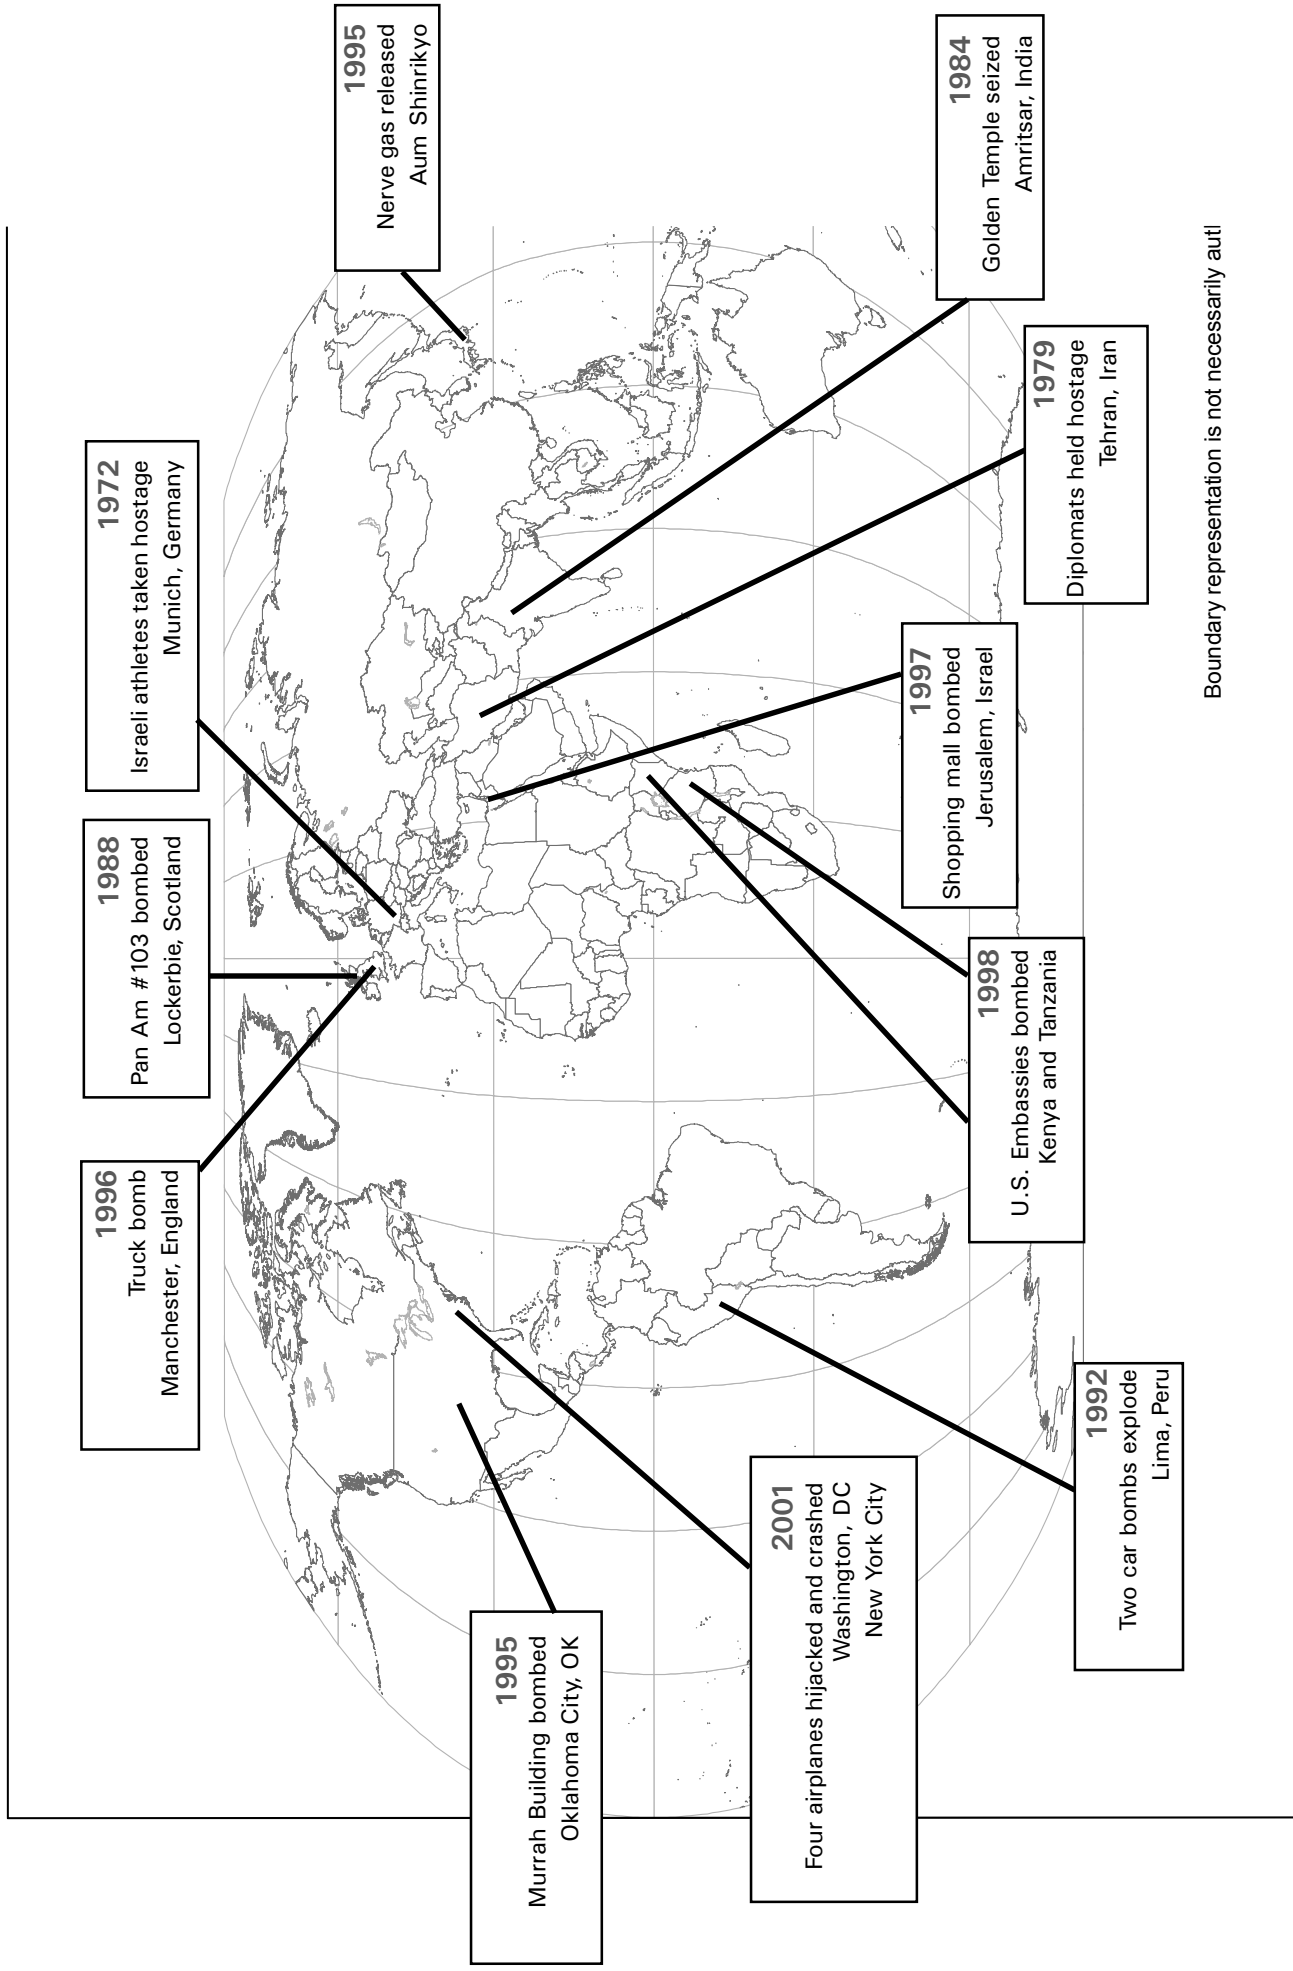 1996
Truck bomb
Manchester, England
1988
Pan Am #103 bombed
Lockerbie, Scotland
1972
Israeli athletes taken hostage
Munich, Germany
1995
Nerve gas released
Aum Shinrikyo
1995
Murrah Building bombed
Oklahoma City, OK
2001
Four airplanes hijacked and crashed
Washington, DC
New York City
1997
Shopping mall bombed
Jerusalem, Israel
1984
Golden Temple seized
Amritsar, India
1998
U.S. Embassies bombed
Kenya and Tanzania
1979
Diplomats held hostage
Tehran, Iran
1992
Two car bombs explode
Lima, Peru
Boundary representation is not necessarily